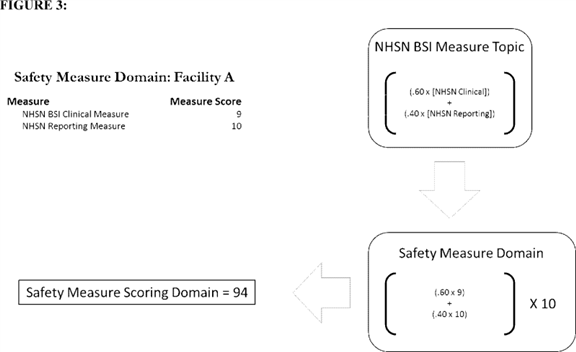 FIGURE 3:
Safety Measure Domain: Facility A
Measure Measure Score
NHSN BSI Clinical Measure 9
NHSN Reporting Measure 10
NHSN BSI Measure Topic
(.60 x [NHSN Clinical])
+
(.40 x [NHSN Reporting])
Safety Measure Domain
(.60 x 9)
+
(.40 x 10)
X 10
Safety Measure Scoring Domain = 94